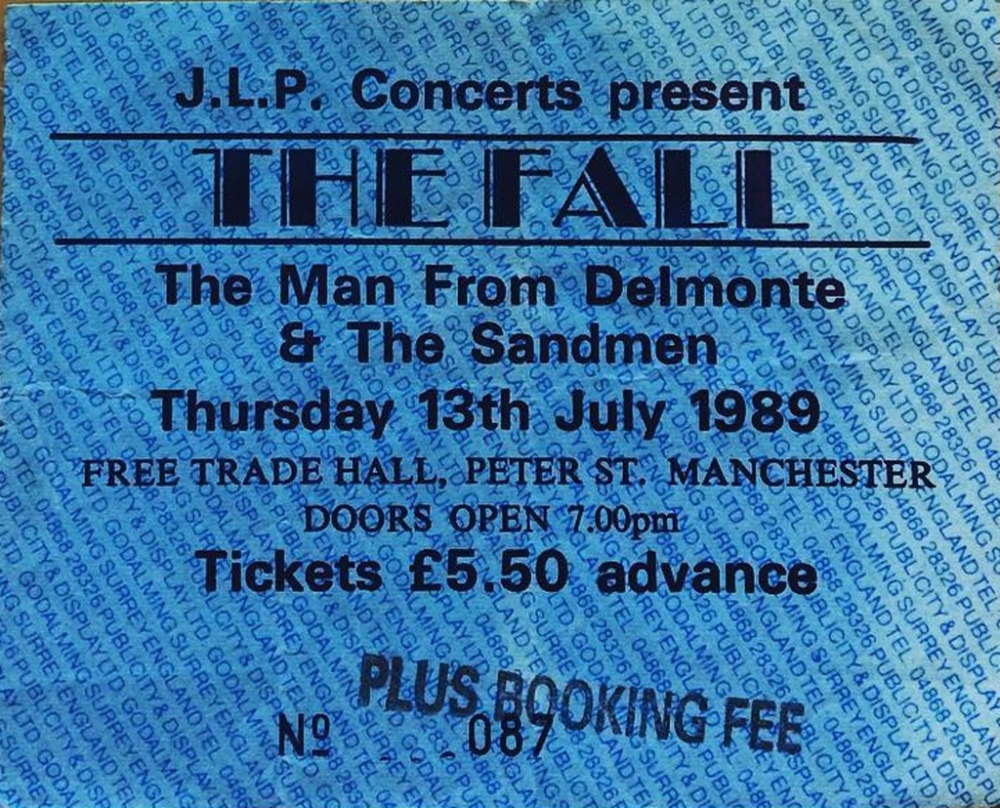 J.L.P. Concerts present
THE FALL
The Man From Delmonte
& The Sandmen
Thursday 13th July 1989
FREE TRADE HALL, PETER ST. MANCHESTER
DOORS OPEN 7.00pm
Tickets £5.50 advance
PLUS BOOKING FEE
Nº 087